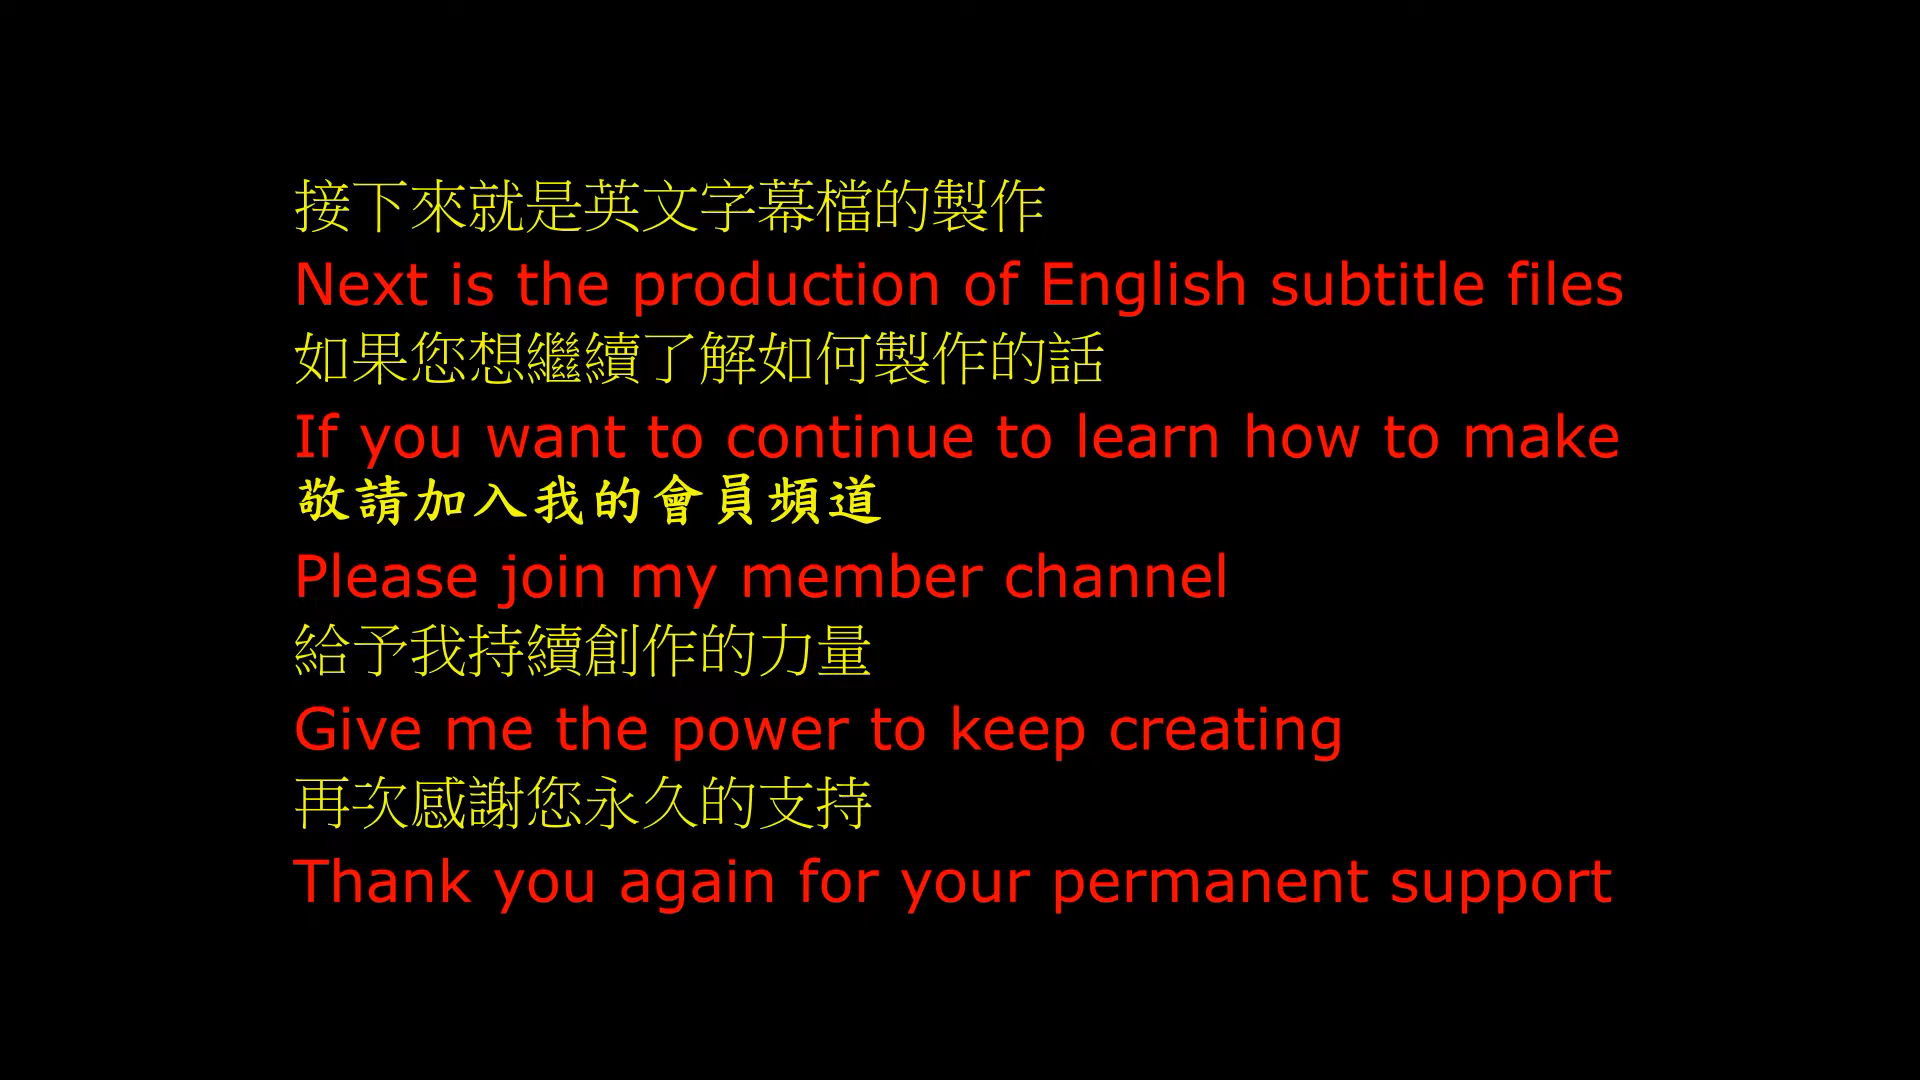 接下來就是英文字幕檔的製作
Next is the production of English subtitle files
如果您想繼續了解如何製作的話
If you want to continue to learn how to make
敬請加入我的會員頻道
Please join my member channel
給予我持續創作的力量
Give me the power to keep creating
再次感謝您永久的支持
Thank you again for your permanent support